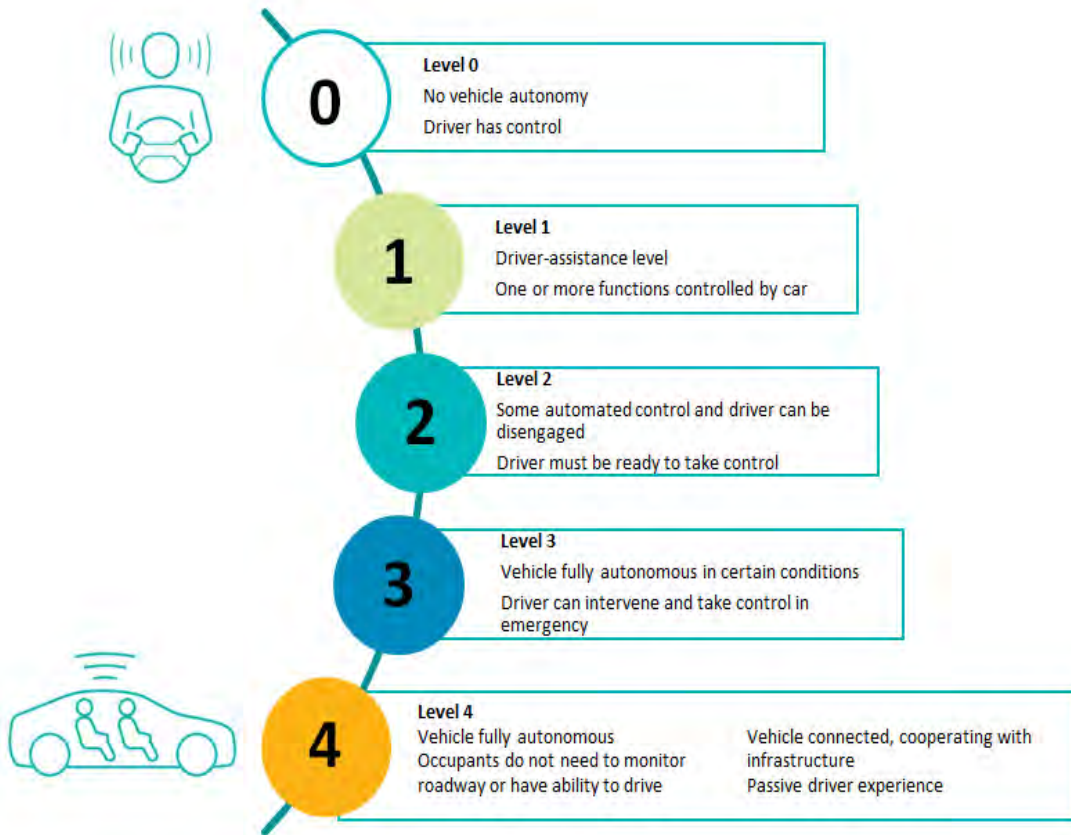 0
Level 0
No vehicle autonomy
Driver has control
1
Level 1
Driver-assistance level
One or more functions controlled by car
2
Level 2
Some automated control and driver can be
disengaged
Driver must be ready to take control
3
Level 3
Vehicle fully autonomous in certain conditions
Driver can intervene and take control in
emergency
4
Level 4
Vehicle fully autonomous
Occupants do not need to monitor
roadway or have ability to drive
Vehicle connected, cooperating with
infrastructure
Passive driver experience